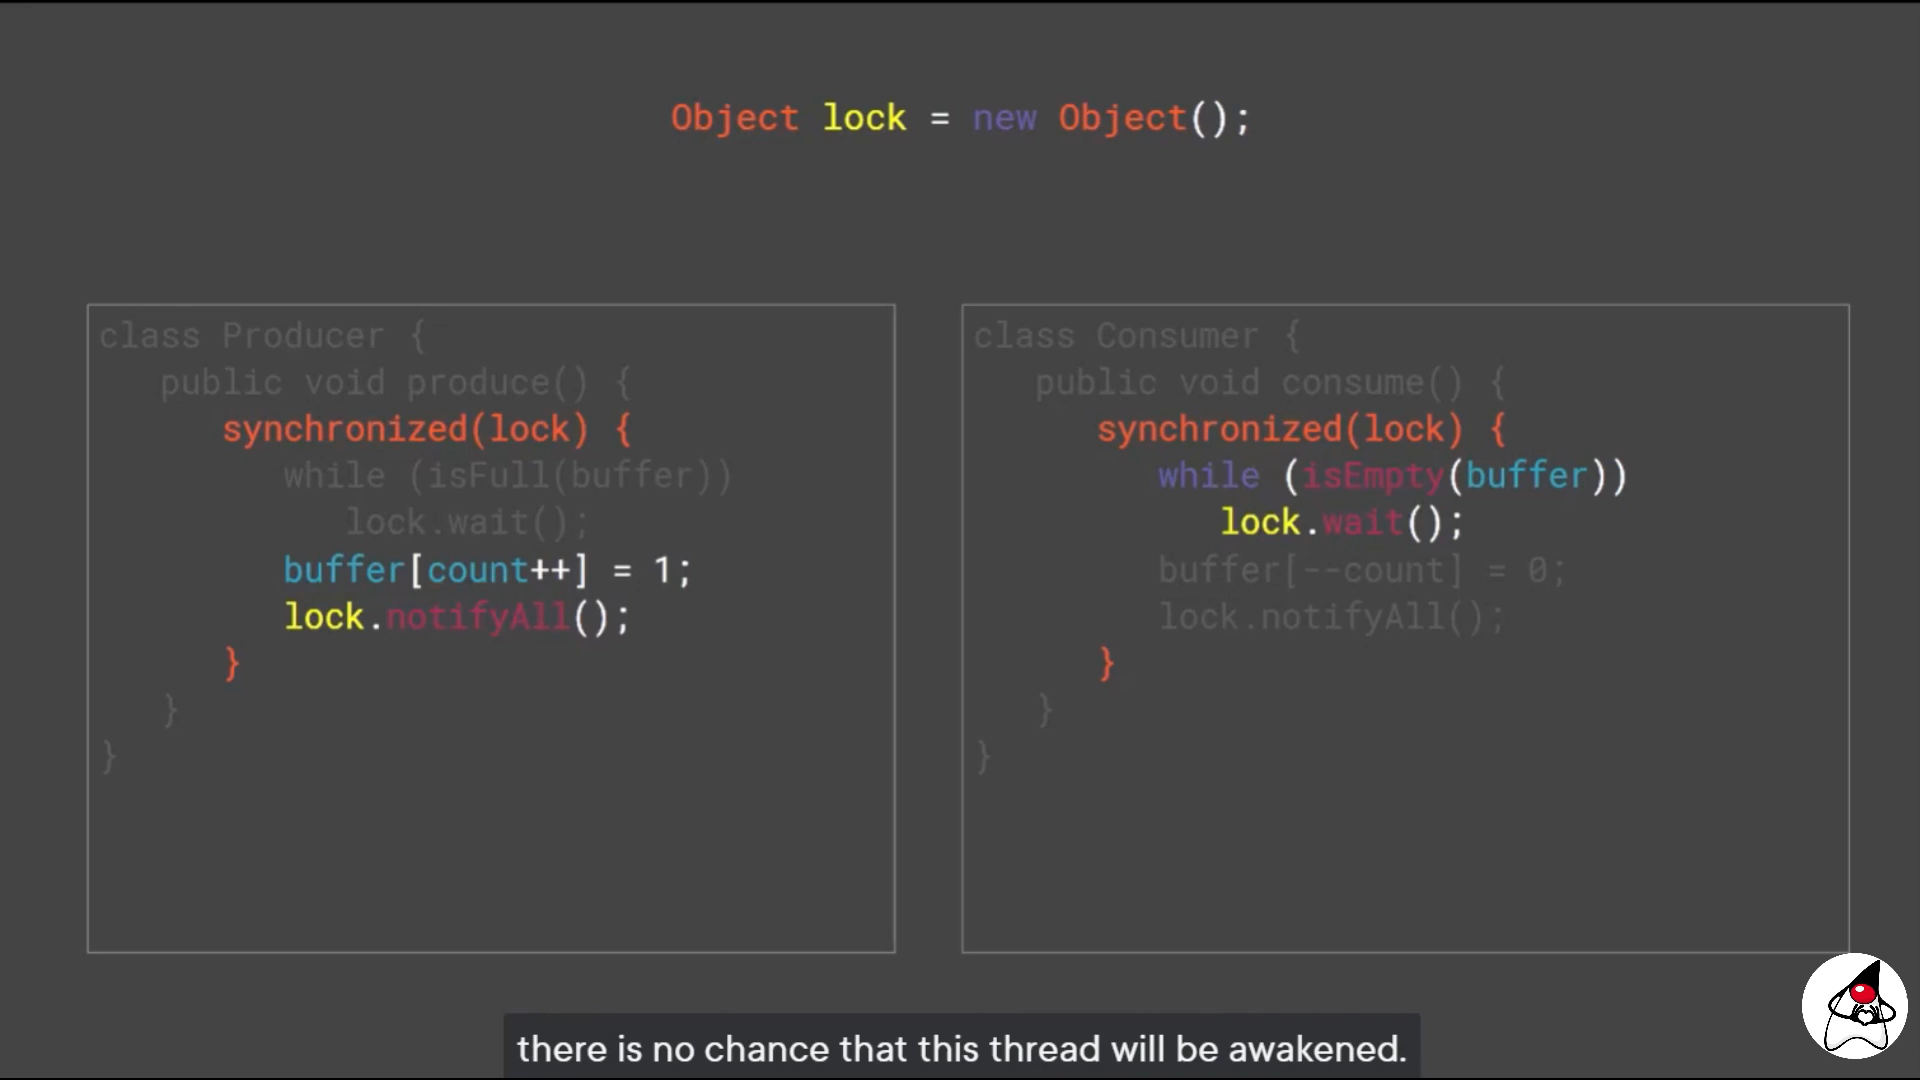 Object lock = new Object();
class Producer {
public void produce() {
synchronized(lock) {
while (isFull(buffer))
lock.wait();
buffer[count++] = 1;
lock.notifyAll();
}
}
}
class Consumer {
public void consume() {
synchronized(lock) {
while (isEmpty(buffer))
lock.wait();
buffer[--count] = 0;
lock.notifyAll();
}
}
}
there is no chance that this thread will be awakened.